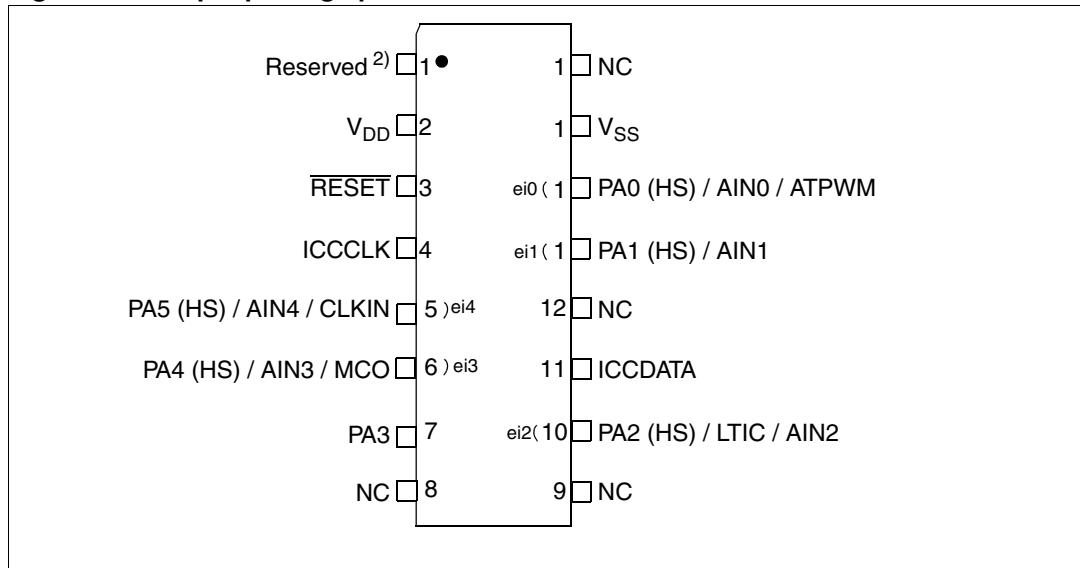 Reserved 2) 1 1 NC
VDD 2 1 VSS
RESET 3 ei0 ( 1 PA0 (HS) / AIN0 / ATPWM
ICCCLK 4 ei1 ( 1 PA1 (HS) / AIN1
PA5 (HS) / AIN4 / CLKIN 5 ) ei4 12 NC
PA4 (HS) / AIN3 / MCO 6 ) ei3 11 ICCDATA
PA3 7 ei2 ( 10 PA2 (HS) / LTIC / AIN2
NC 8 9 NC